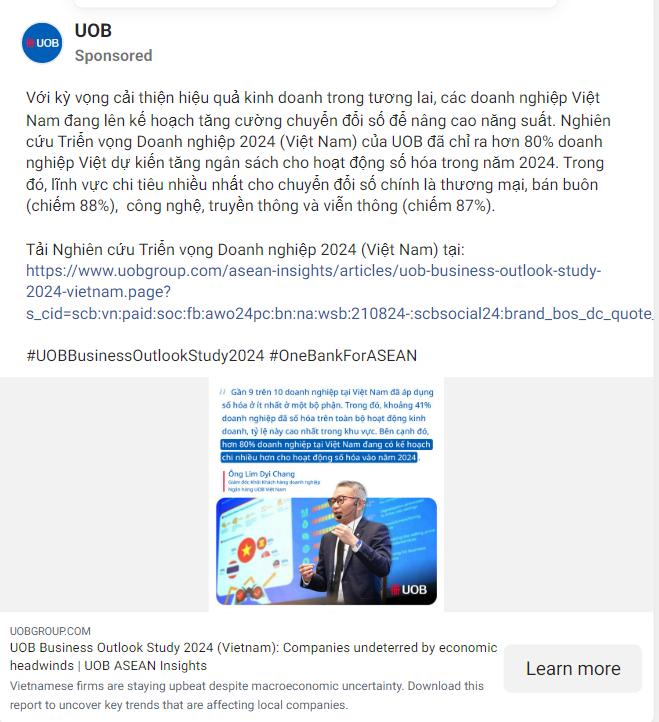 UOB
UOB
Sponsored
Với kỳ vọng cải thiện hiệu quả kinh doanh trong tương lai, các doanh nghiệp Việt
Nam đang lên kế hoạch tăng cường chuyển đổi số để nâng cao năng suất. Nghiên
cứu Triển vọng Doanh nghiệp 2024 (Việt Nam) của UOB đã chỉ ra hơn 80% doanh
nghiệp Việt dự kiến tăng ngân sách cho hoạt động số hóa trong năm 2024. Trong
đó, lĩnh vực chi tiêu nhiều nhất cho chuyển đổi số chính là thương mại, bán buôn
(chiếm 88%), công nghệ, truyền thông và viễn thông (chiếm 87%).
Tải Nghiên cứu Triển vọng Doanh nghiệp 2024 (Việt Nam) tại:
https://www.uobgroup.com/asean-insights/articles/uob-business-outlook-study-
2024-vietnam.page?
s_cid=scb:vn:paid:soc:fb:awo24pc:bn:na:wsb:210824-:scbsocial24:brand_bos_dc_quote_
#UOBBusinessOutlookStudy2024 #OneBankForASEAN
Gần 9 trên 10 doanh nghiệp tại Việt Nam đã áp dụng
số hóa ở ít nhất ở một bộ phận. Trong đó, khoảng 41%
doanh nghiệp đã số hóa trên toàn bộ hoạt động kinh
doanh, tỷ lệ này cao nhất trong khu vực. Bên cạnh đó,
hơn 80% doanh nghiệp tại Việt Nam đang có kế hoạch
chi nhiều hơn cho hoạt động số hóa vào năm 2024.
Ông Lim Dyi Chang
Giám đốc Khối Khách hàng doanh nghiệp
Ngân hàng UOB Việt Nam
UOB
UOBGROUP.COM
UOB Business Outlook Study 2024 (Vietnam): Companies undeterred by economic
headwinds | UOB ASEAN Insights
Vietnamese firms are staying upbeat despite macroeconomic uncertainty. Download this
report to uncover key trends that are affecting local companies.
Learn more